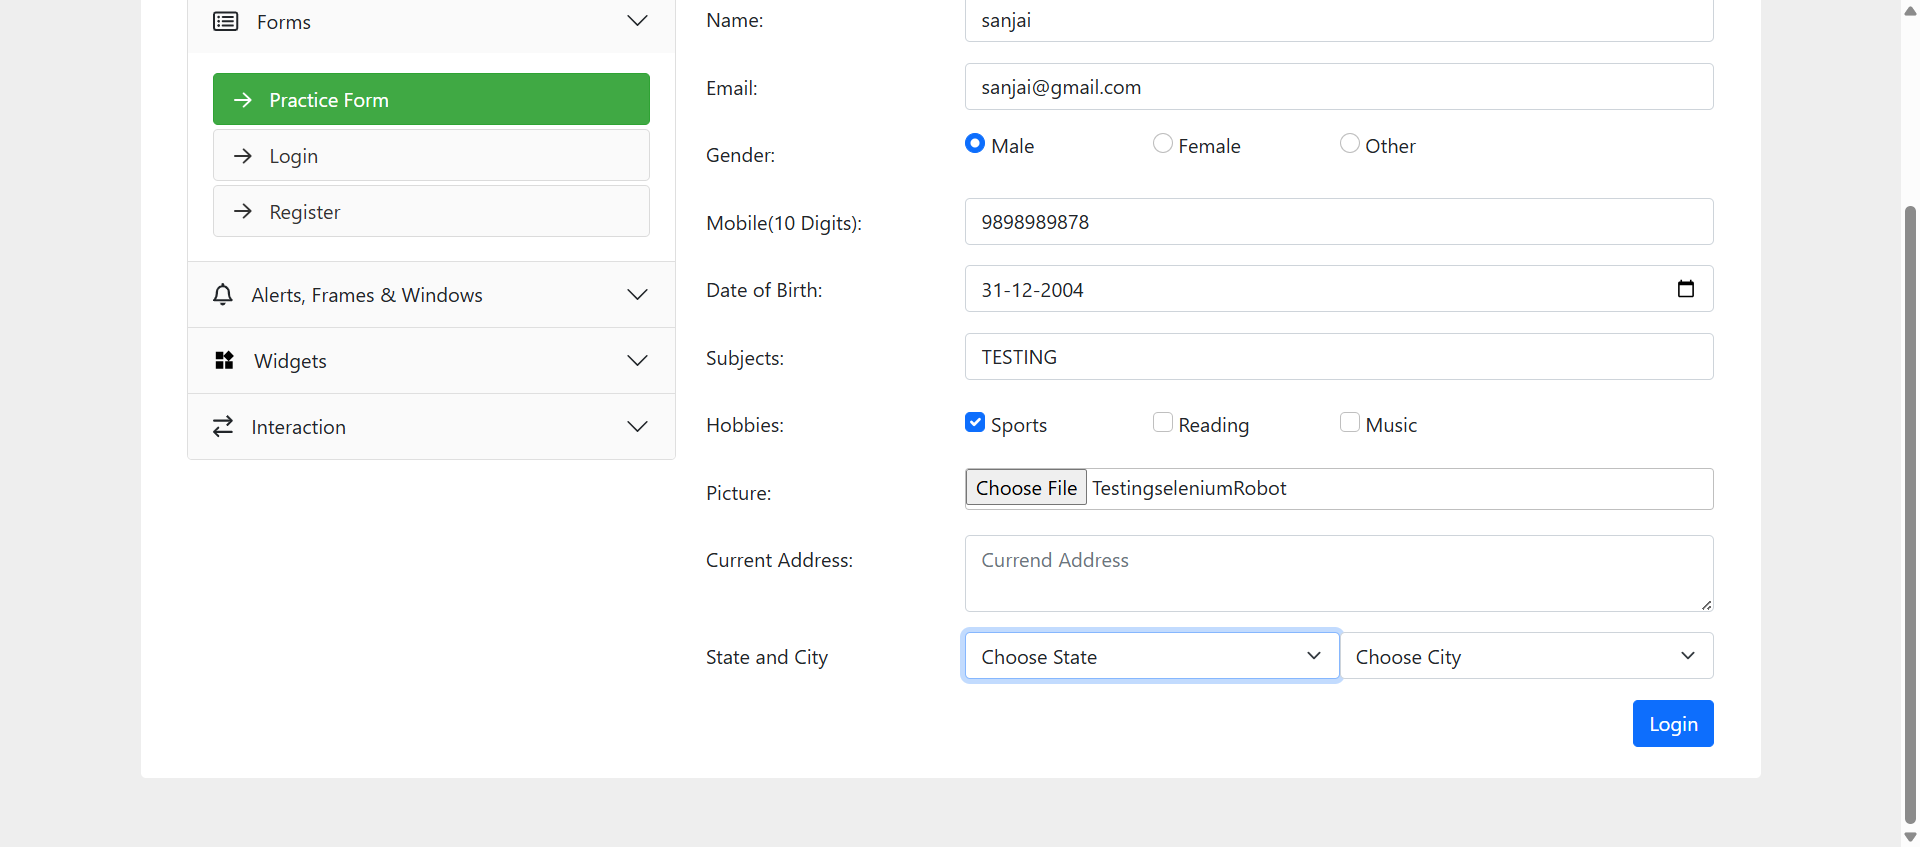 Forms
Practice Form
Login
Register
Alerts, Frames & Windows
Widgets
Interaction
Name: sanjai
Email: sanjai@gmail.com
Gender: Male Female Other
Mobile(10 Digits): 9898989878
Date of Birth: 31-12-2004
Subjects: TESTING
Hobbies: Sports Reading Music
Picture: Choose File TestingseleniumRobot
Current Address: Currend Address
State and City Choose State Choose City
Login